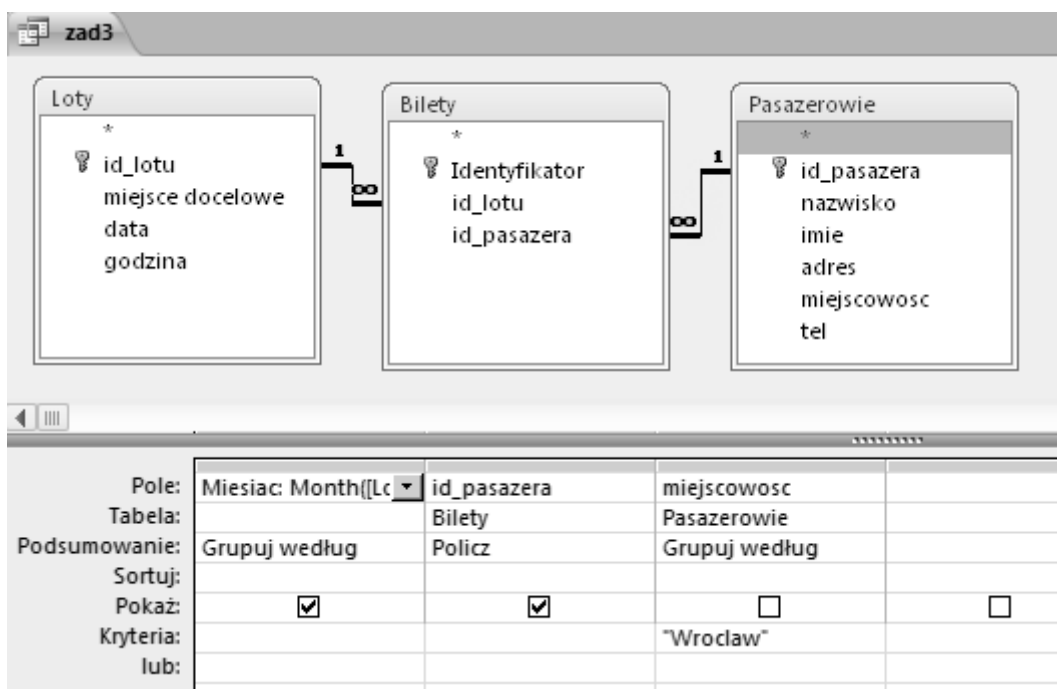 zad3
Loty
*
id_lotu
miejsce docelowe
data
godzina
Bilety
*
Identyfikator
id_lotu
id_pasazera
Pasazerowie
*
id_pasazera
nazwisko
imie
adres
miejscowosc
tel
1
∞
1
∞
Pole: Miesiac: Month([Lc id_pasazera miejscowosc
Tabela: Bilety Pasazerowie
Podsumowanie: Grupuj według Policz Grupuj według
Sortuj:
Pokaż:
Kryteria: "Wroclaw"
lub: